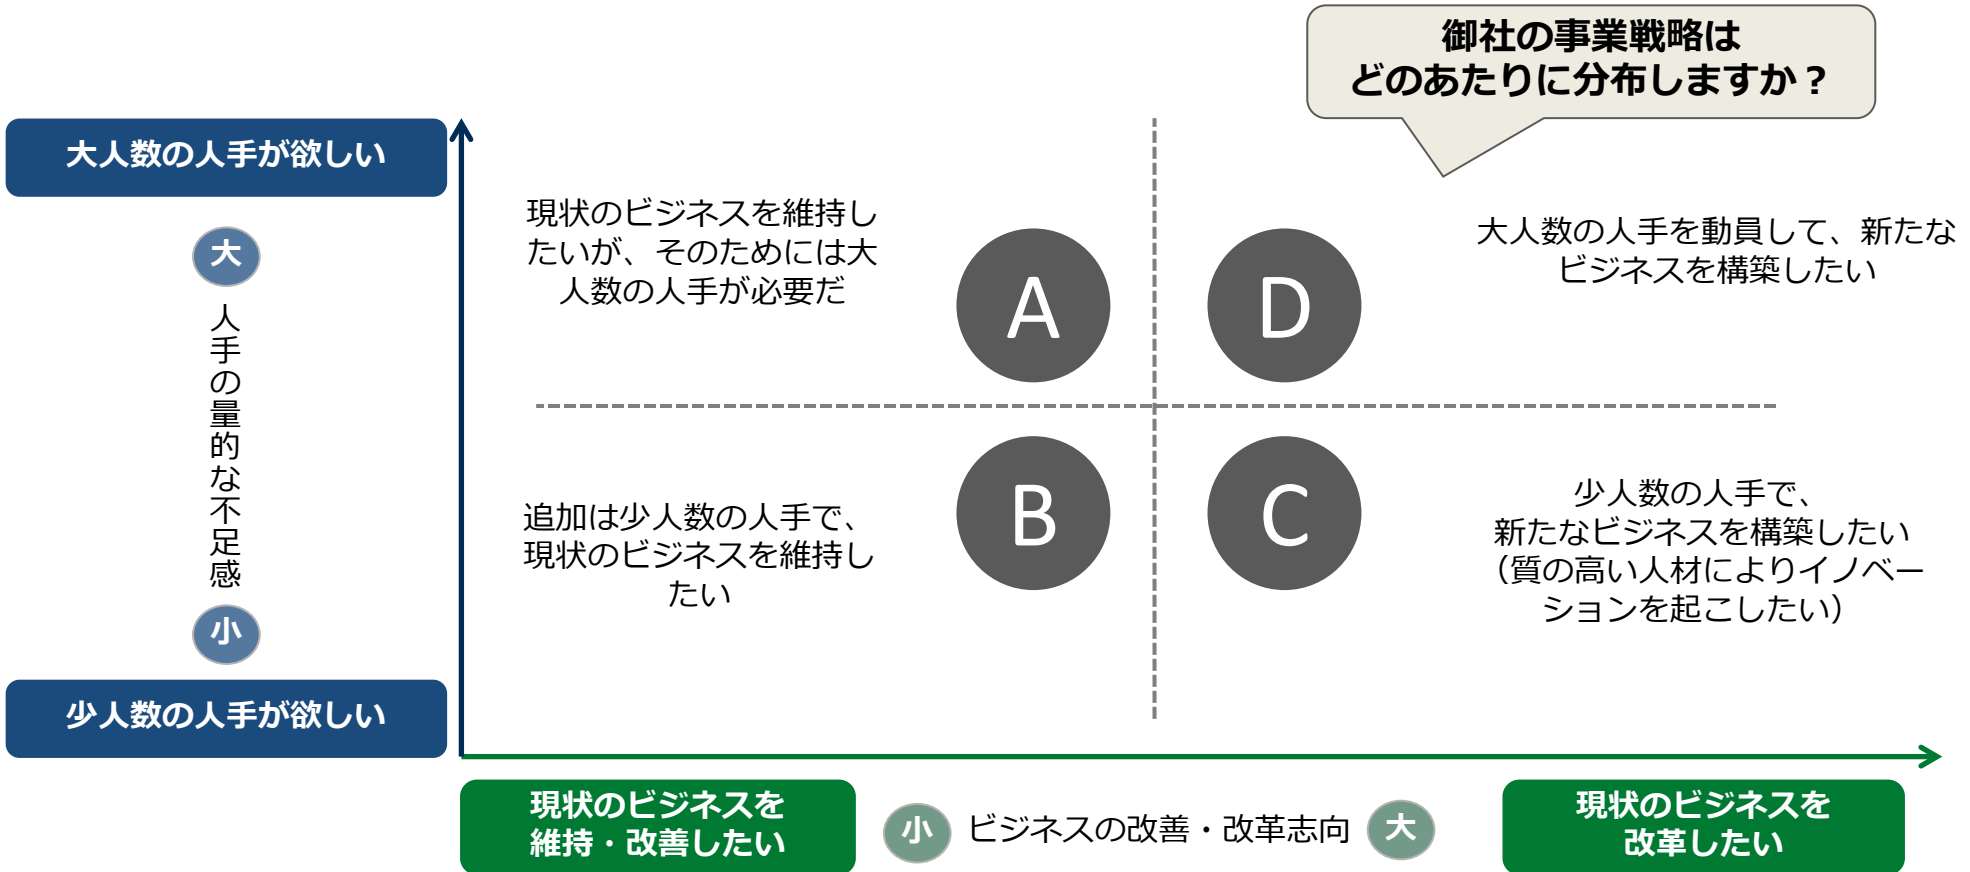 御社の事業戦略は
どのあたりに分布しますか？
大人数の人手が欲しい
大
人手の量的な不足感
小
少人数の人手が欲しい
現状のビジネスを維持し
たいが、そのためには大
人数の人手が必要だ
A
D
大人数の人手を動員して、新たな
ビジネスを構築したい
追加は少人数の人手で、
現状のビジネスを維持し
たい
B
C
少人数の人手で、
新たなビジネスを構築したい
（質の高い人材によりイノベー
ションを起こしたい）
現状のビジネスを
維持・改善したい
小
ビジネスの改善・改革志向
大
現状のビジネスを
改革したい